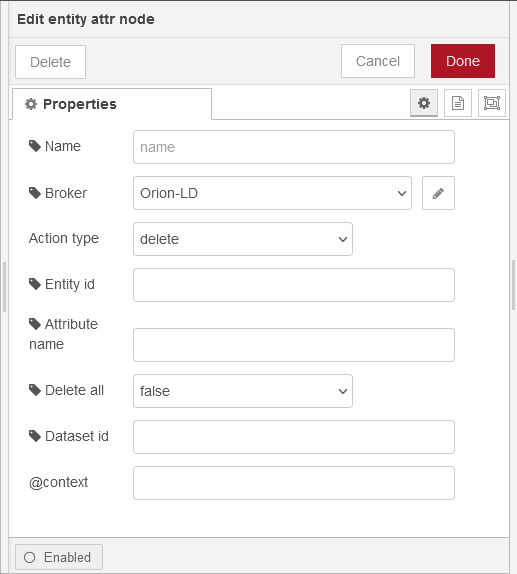 Edit entity attr node
Delete
Cancel
Done
Properties
Name
name
Broker
Orion-LD
Action type
delete
Entity id
Attribute
name
Delete all
false
Dataset id
@context
Enabled